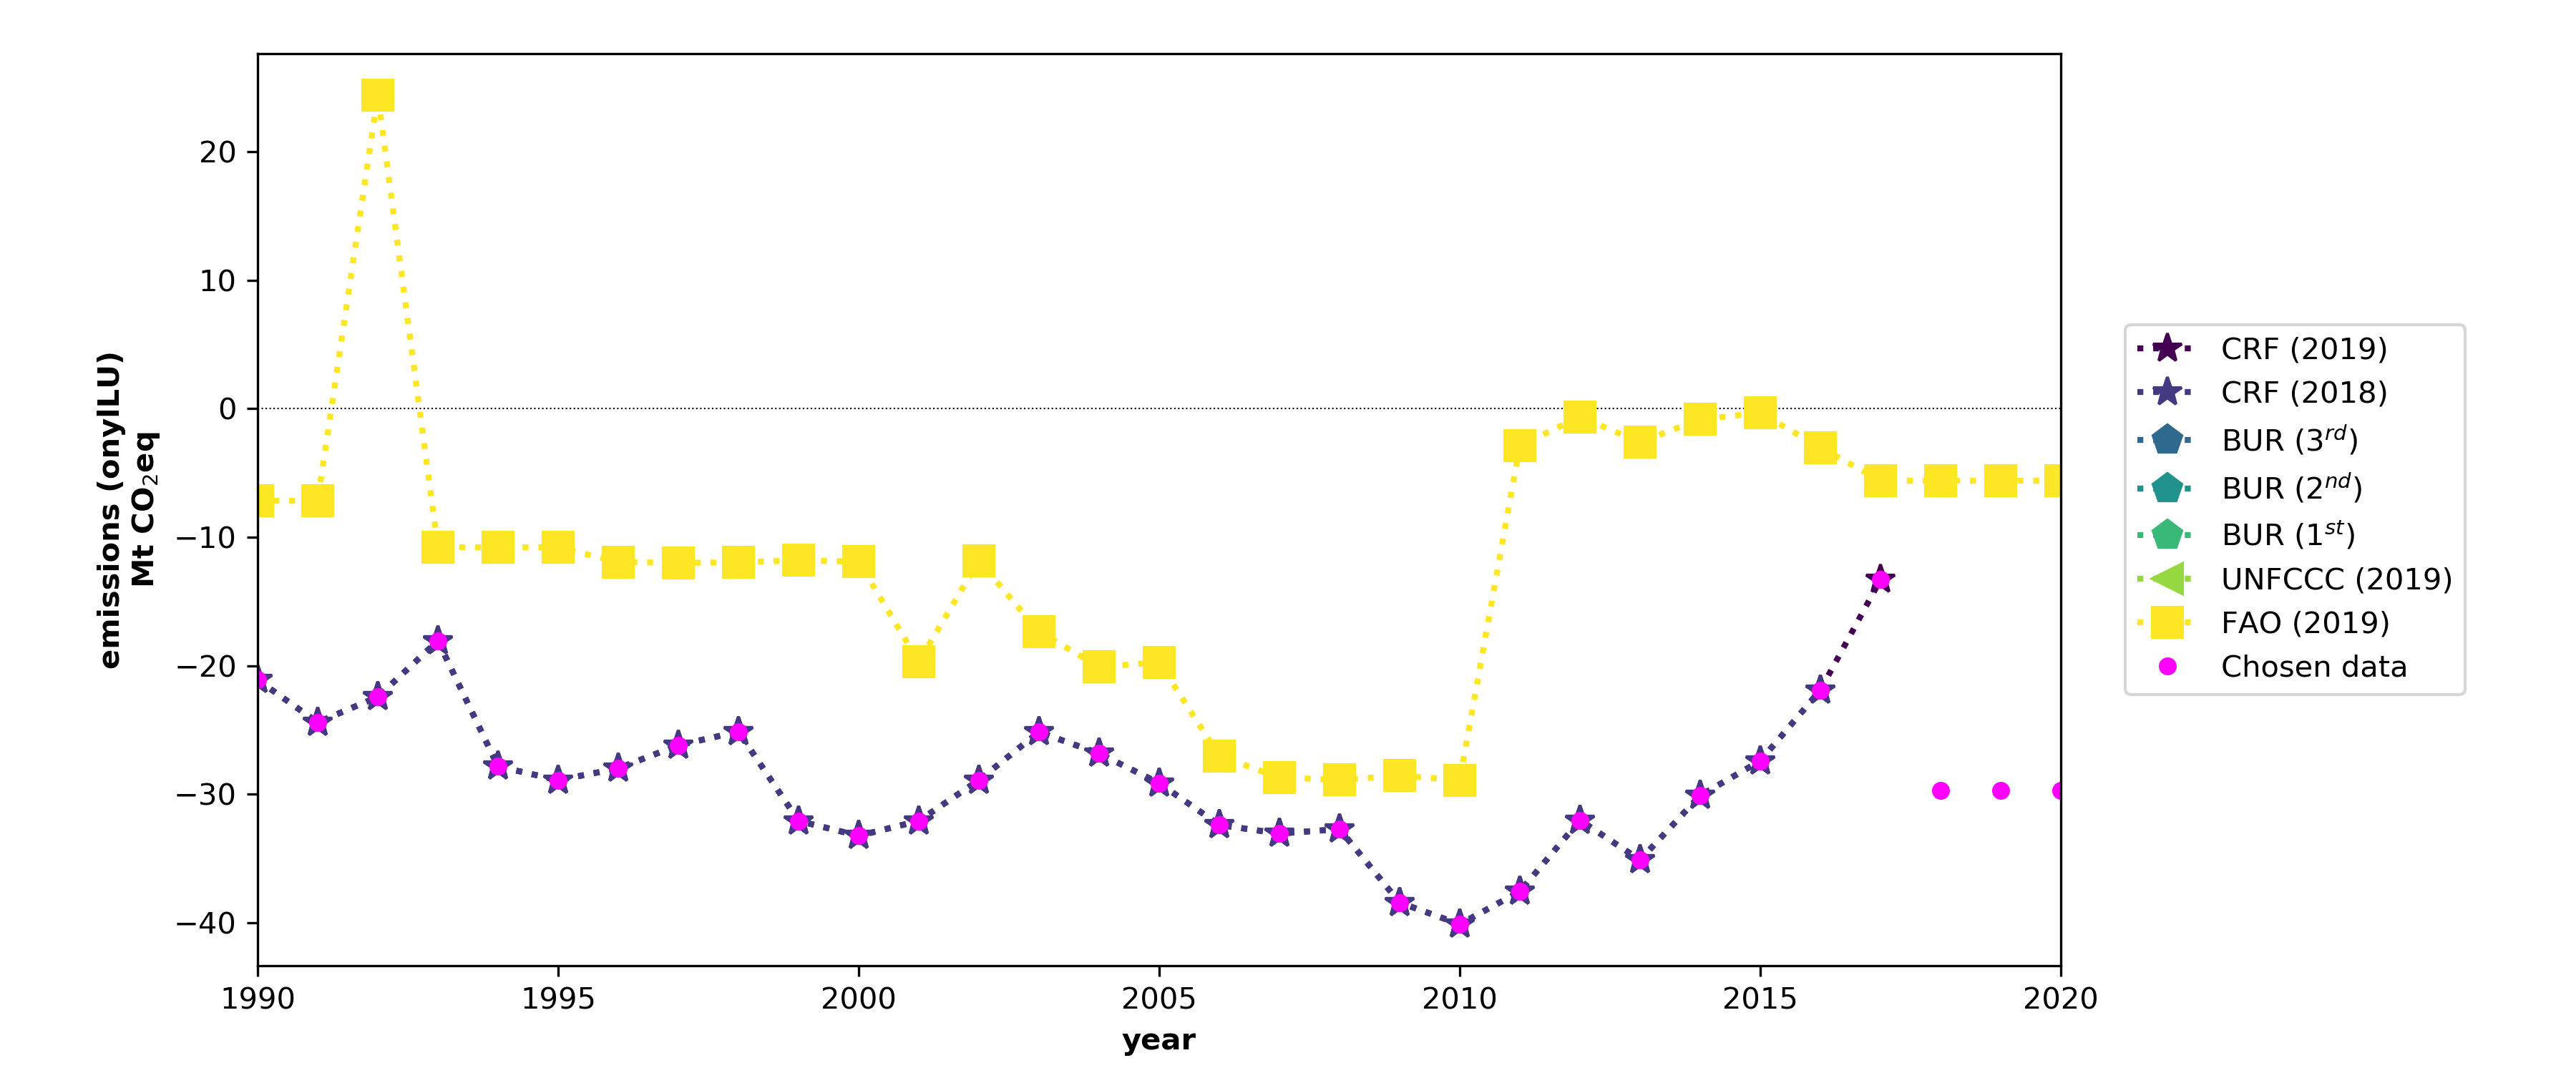 20
10
0
−10
−20
−30
−40
emissions (onylLU)
Mt CO₂eq
1990 1995 2000 2005 2010 2015 2020
year
CRF (2019)
CRF (2018)
BUR (3ʳᵈ)
BUR (2ⁿᵈ)
BUR (1ˢᵗ)
UNFCCC (2019)
FAO (2019)
Chosen data